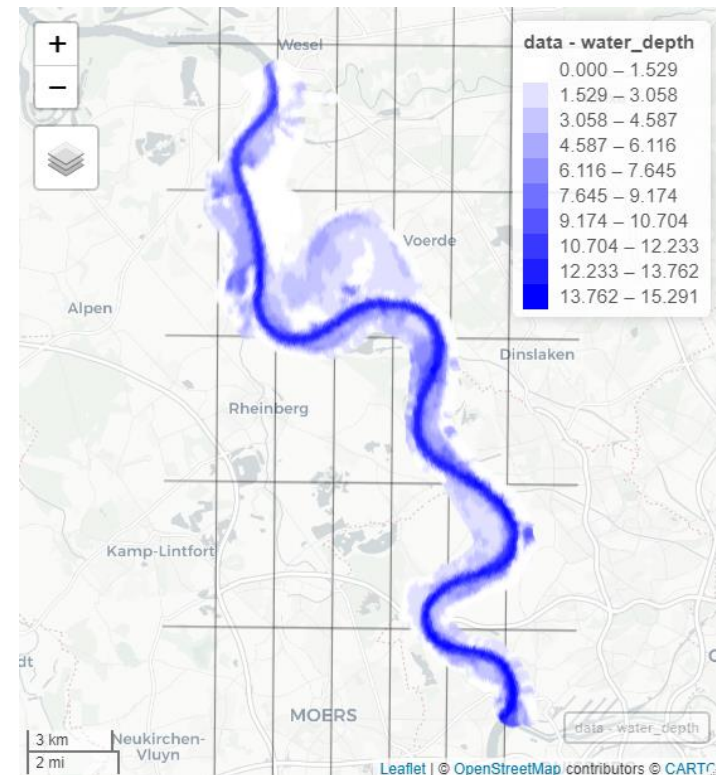 +
−
Wesel
data - water_depth
0.000 – 1.529
1.529 – 3.058
3.058 – 4.587
4.587 – 6.116
6.116 – 7.645
7.645 – 9.174
9.174 – 10.704
10.704 – 12.233
12.233 – 13.762
13.762 – 15.291
Voerde
Alpen
Dinslaken
Rheinberg
Kamp-Lintfort
dt
MOERS
data - water_depth
3 km
2 mi
Neukirchen-
Vluyn
Leaflet | © OpenStreetMap contributors © CARTO